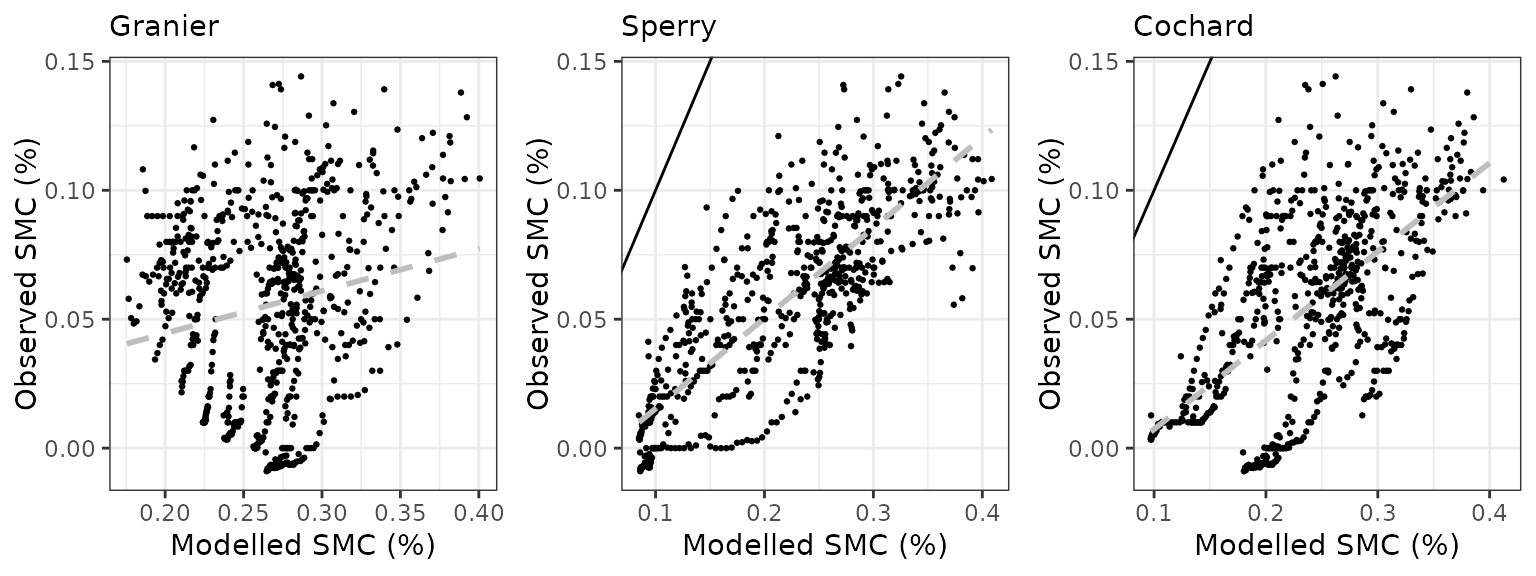 Granier
Sperry
Cochard
Observed SMC (%)
0.15
0.10
0.05
0.00
0.20 0.25 0.30 0.35 0.40
Modelled SMC (%)
Observed SMC (%)
0.15
0.10
0.05
0.00
0.1 0.2 0.3 0.4
Modelled SMC (%)
Observed SMC (%)
0.15
0.10
0.05
0.00
0.1 0.2 0.3 0.4
Modelled SMC (%)